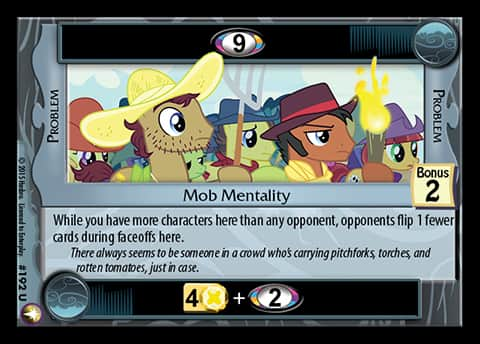 9
PROBLEM
PROBLEM
Mob Mentality
Bonus
2
While you have more characters here than any opponent, opponents flip 1 fewer
cards during faceoffs here.
There always seems to be someone in a crowd who's carrying pitchforks, torches, and
rotten tomatoes, just in case.
4 + 2
© 2015 Hasbro. Licensed to Enterplay.
#192 U